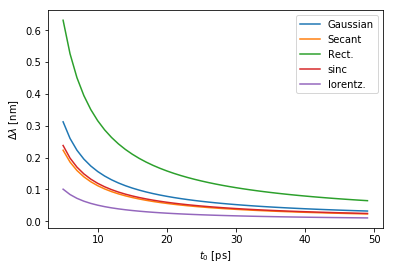 Gaussian
Secant
Rect.
sinc
lorentz.
0.6
0.5
0.4
0.3
0.2
0.1
0.0
Δλ [nm]
10
20
30
40
50
t₀ [ps]